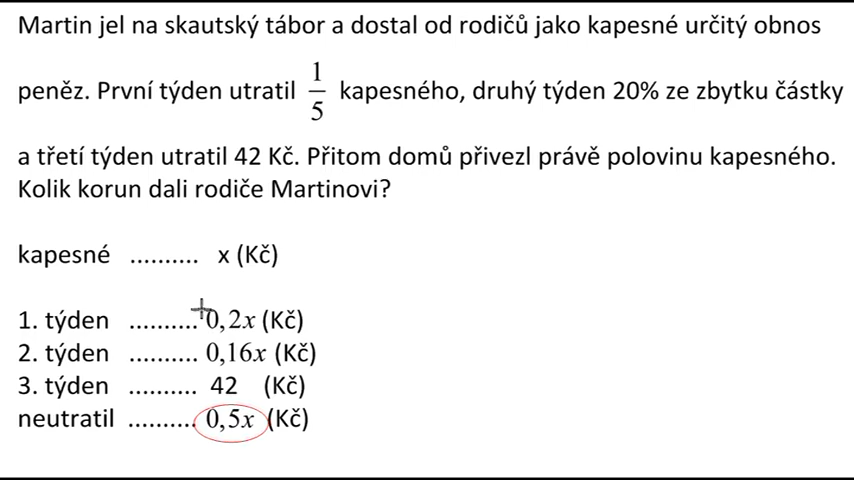 Martin jel na skautský tábor a dostal od rodičů jako kapesné určitý obnos
peněz. První týden utratil 1/5 kapesného, druhý týden 20% ze zbytku částky
a třetí týden utratil 42 Kč. Přitom domů přivezl právě polovinu kapesného.
Kolik korun dali rodiče Martinovi?
kapesné .......... x (Kč)
1. týden .......... 0,2x (Kč)
2. týden .......... 0,16x (Kč)
3. týden .......... 42 (Kč)
neutratil .......... 0,5x (Kč)